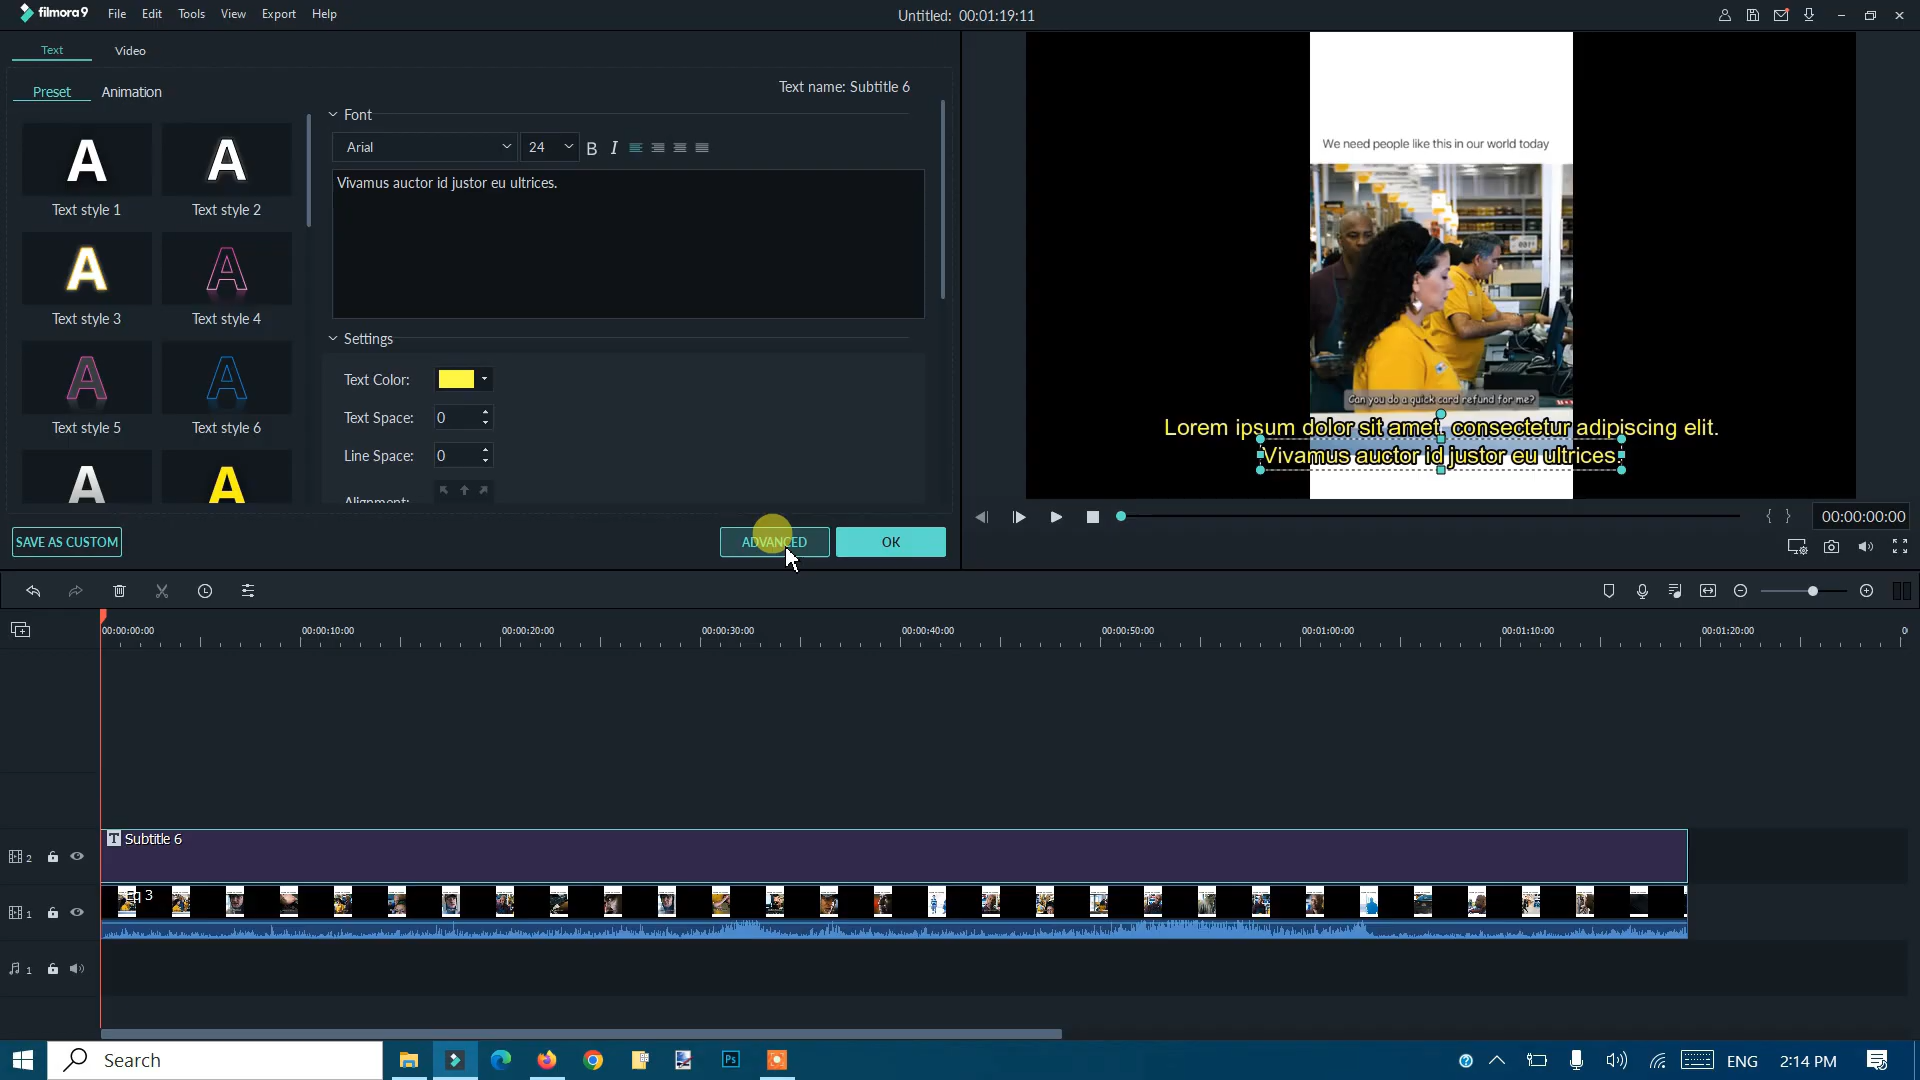 filmora9
File Edit Tools View Export Help
Untitled: 00:01:19:11
Text Video
Preset Animation
Text name: Subtitle 6
Font
Arial 24 B I
Vivamus auctor id justor eu ultrices.
A A
Text style 1 Text style 2
A A
Text style 3 Text style 4
A A
Text style 5 Text style 6
A A
Settings
Text Color:
Text Space: 0
Line Space: 0
Alignment:
SAVE AS CUSTOM
ADVANCED
OK
We need people like this in our world today
Can you do a quick card refund for me?
Lorem ipsum dolor sit amet, consectetur adipiscing elit.
Vivamus auctor id justor eu ultrices.
{ }
00:00:00:00
00:00:00:00 00:00:10:00 00:00:20:00 00:00:30:00 00:00:40:00 00:00:50:00 00:01:00:00 00:01:10:00 00:01:20:00 0
2 T Subtitle 6
1 Eq 3
1
Search
Ps
ENG 2:14 PM